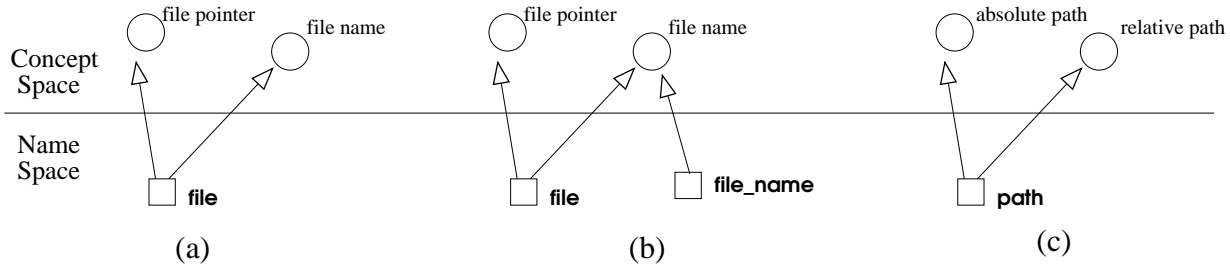 file pointer
file name
file pointer
file name
absolute path
relative path
Concept
Space
Name
Space
file
file
file_name
path
(a)
(b)
(c)